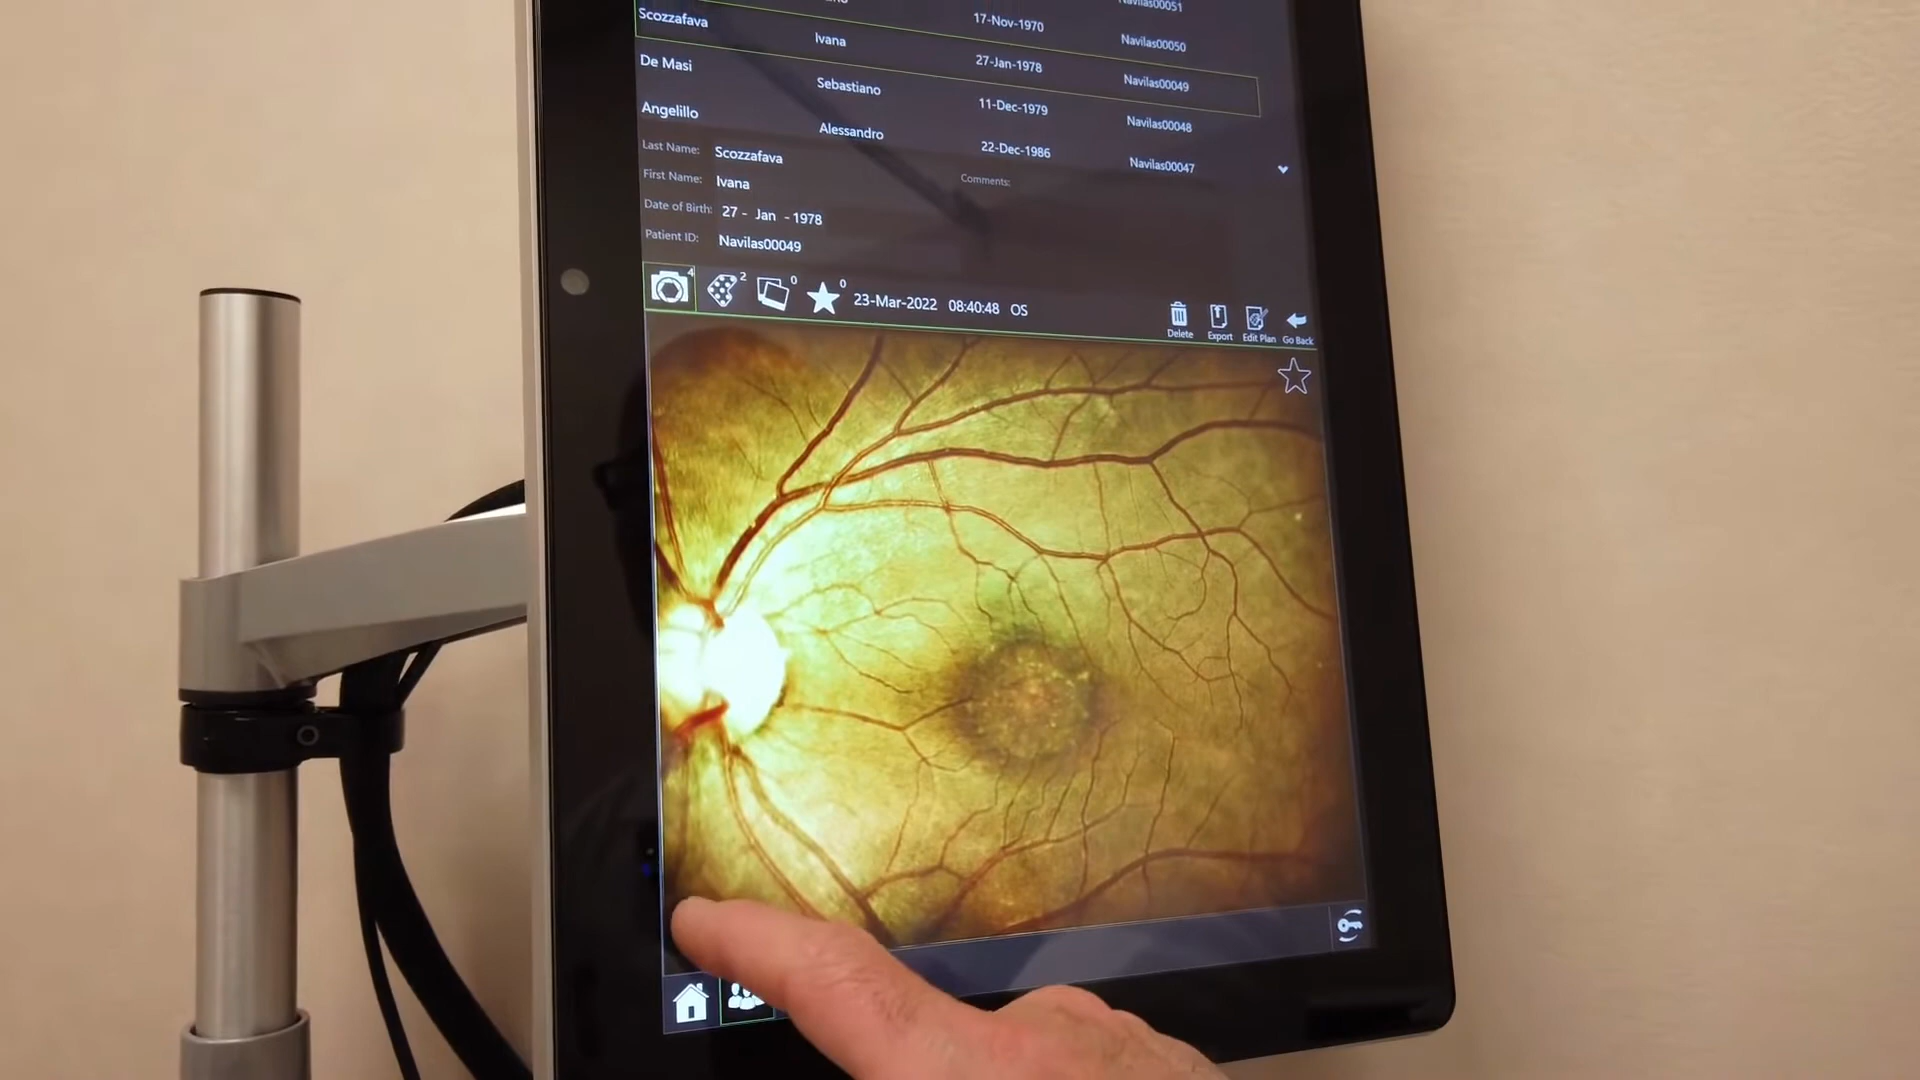 Navilas00051
17-Nov-1970 Navilas00050
Scozzafava Ivana 27-Jan-1978 Navilas00049
De Masi Sebastiano 11-Dec-1979 Navilas00048
Angelillo Alessandro 22-Dec-1986 Navilas00047
Last Name: Scozzafava
First Name: Ivana Comments:
Date of Birth: 27 - Jan - 1978
Patient ID: Navilas00049
4 2 0 0 23-Mar-2022 08:40:48 OS
Delete Export Edit Plan Go Back